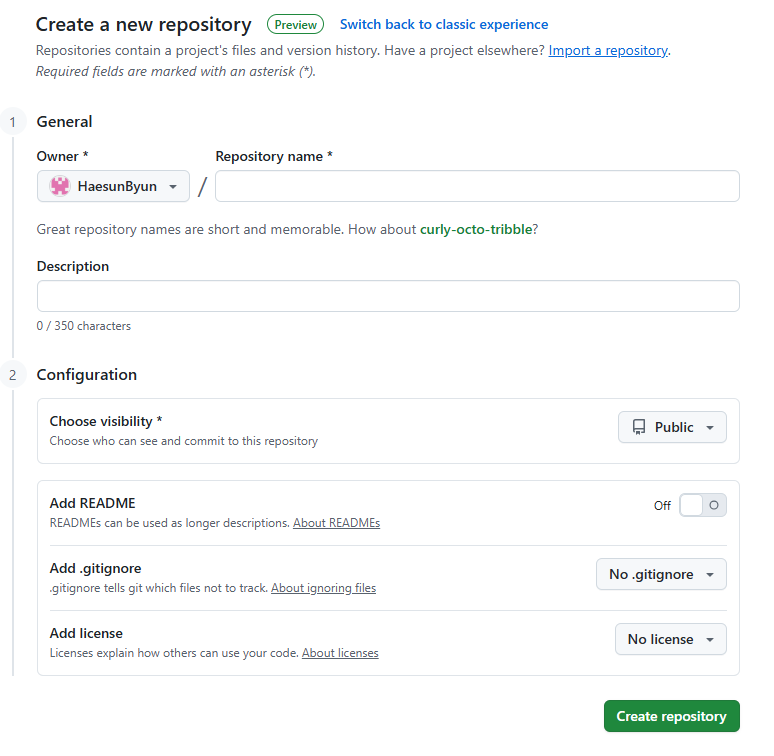 Create a new repository Preview Switch back to classic experience
Repositories contain a project's files and version history. Have a project elsewhere? Import a repository.
Required fields are marked with an asterisk (*).
1 General
Owner * Repository name *
HaesunByun /
Great repository names are short and memorable. How about curly-octo-tribble?
Description
0 / 350 characters
2 Configuration
Choose visibility *
Choose who can see and commit to this repository
Public
Add README
READMEs can be used as longer descriptions. About READMEs
Off
Add .gitignore
.gitignore tells git which files not to track. About ignoring files
No .gitignore
Add license
Licenses explain how others can use your code. About licenses
No license
Create repository